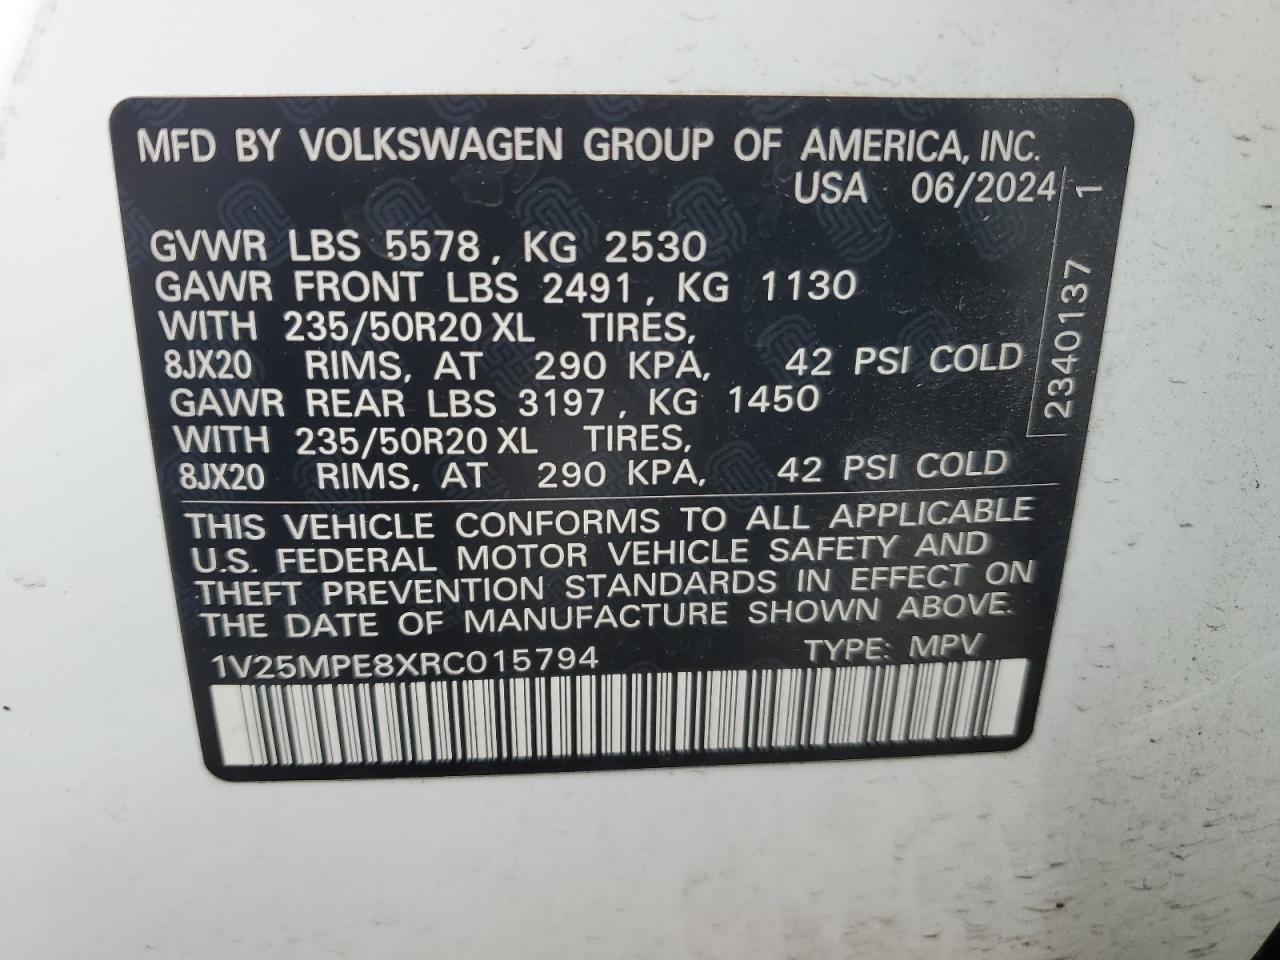 MFD BY VOLKSWAGEN GROUP OF AMERICA, INC.
USA 06/2024
GVWR LBS 5578, KG 2530
GAWR FRONT LBS 2491, KG 1130
WITH 235/50R20 XL TIRES,
8JX20 RIMS, AT 290 KPA, 42 PSI COLD
GAWR REAR LBS 3197, KG 1450
WITH 235/50R20 XL TIRES,
8JX20 RIMS, AT 290 KPA, 42 PSI COLD
THIS VEHICLE CONFORMS TO ALL APPLICABLE
U.S. FEDERAL MOTOR VEHICLE SAFETY AND
THEFT PREVENTION STANDARDS IN EFFECT ON
THE DATE OF MANUFACTURE SHOWN ABOVE.
1V25MPE8XRC015794 TYPE: MPV
2340137 1